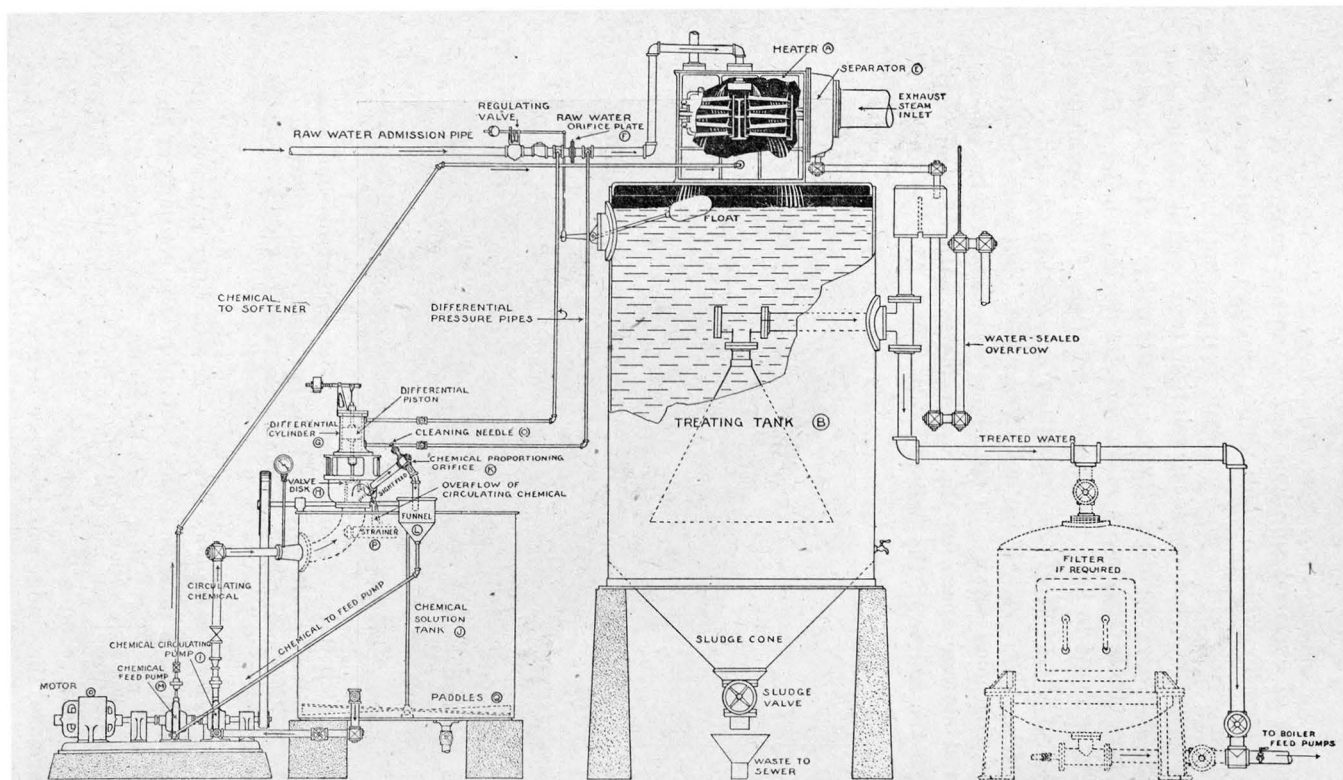 HEATER Ⓐ
SEPARATOR Ⓔ
EXHAUST
STEAM
INLET
REGULATING
VALVE
RAW WATER
ORIFICE PLATE
Ⓕ
RAW WATER ADMISSION PIPE
FLOAT
CHEMICAL
TO SOFTENER
DIFFERENTIAL
PRESSURE PIPES
WATER-SEALED
OVERFLOW
DIFFERENTIAL
PISTON
DIFFERENTIAL
CYLINDER
Ⓖ
CLEANING NEEDLE Ⓞ
TREATING TANK Ⓑ
TREATED WATER
CHEMICAL PROPORTIONING
ORIFICE Ⓚ
VALVE
DISK Ⓗ
SIGHT FEED
OVERFLOW OF
CIRCULATING CHEMICAL
FUNNEL
Ⓛ
STRAINER
Ⓟ
FILTER
IF REQUIRED
CIRCULATING
CHEMICAL
CHEMICAL TO FEED PUMP
CHEMICAL
SOLUTION
TANK Ⓙ
CHEMICAL CIRCULATING
PUMP Ⓘ
SLUDGE CONE
CHEMICAL
FEED PUMP Ⓜ
MOTOR
PADDLES Ⓠ
SLUDGE
VALVE
TO BOILER
FEED PUMPS
WASTE TO
SEWER